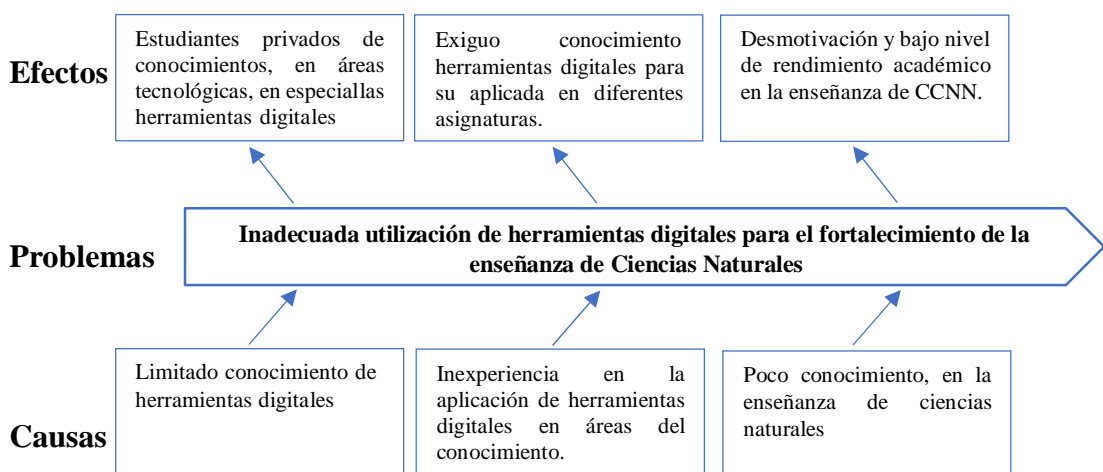 Efectos
Estudiantes privados de
conocimientos, en áreas
tecnológicas, en especiallas
herramientas digitales
Exiguo conocimiento
herramientas digitales para
su aplicada en diferentes
asignaturas.
Desmotivación y bajo nivel
de rendimiento académico
en la enseñanza de CCNN.
Problemas
Inadecuada utilización de herramientas digitales para el fortalecimiento de la
enseñanza de Ciencias Naturales
Causas
Limitado conocimiento de
herramientas digitales
Inexperiencia en la
aplicación de herramientas
digitales en áreas del
conocimiento.
Poco conocimiento, en la
enseñanza de ciencias
naturales